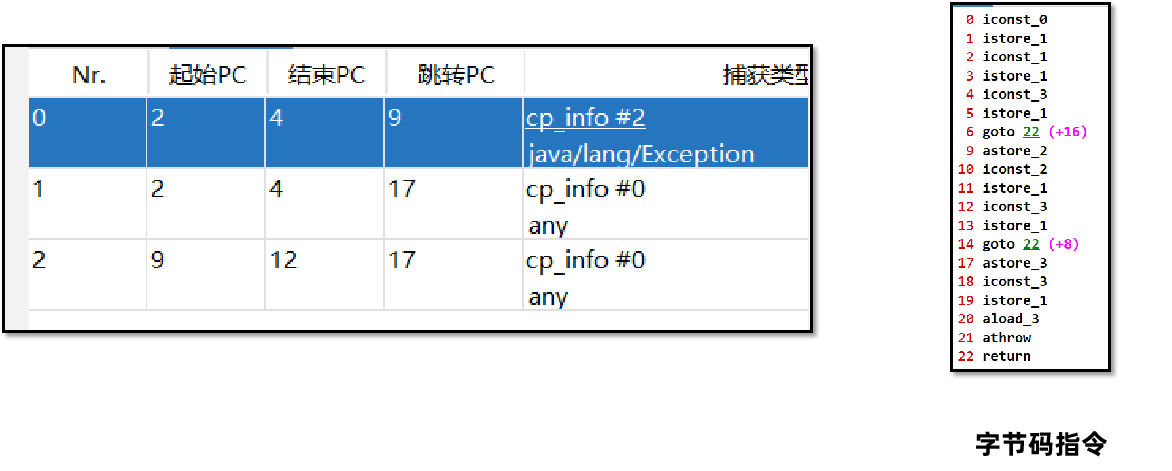 Nr. 起始PC 结束PC 跳转PC 捕获类型
0 2 4 9 cp_info #2
java/lang/Exception
1 2 4 17 cp_info #0
any
2 9 12 17 cp_info #0
any
0 iconst_0
1 istore_1
2 iconst_1
3 istore_1
4 iconst_3
5 istore_1
6 goto 22 (+16)
9 astore_2
10 iconst_2
11 istore_1
12 iconst_3
13 istore_1
14 goto 22 (+8)
17 astore_3
18 iconst_3
19 istore_1
20 aload_3
21 athrow
22 return
字节码指令